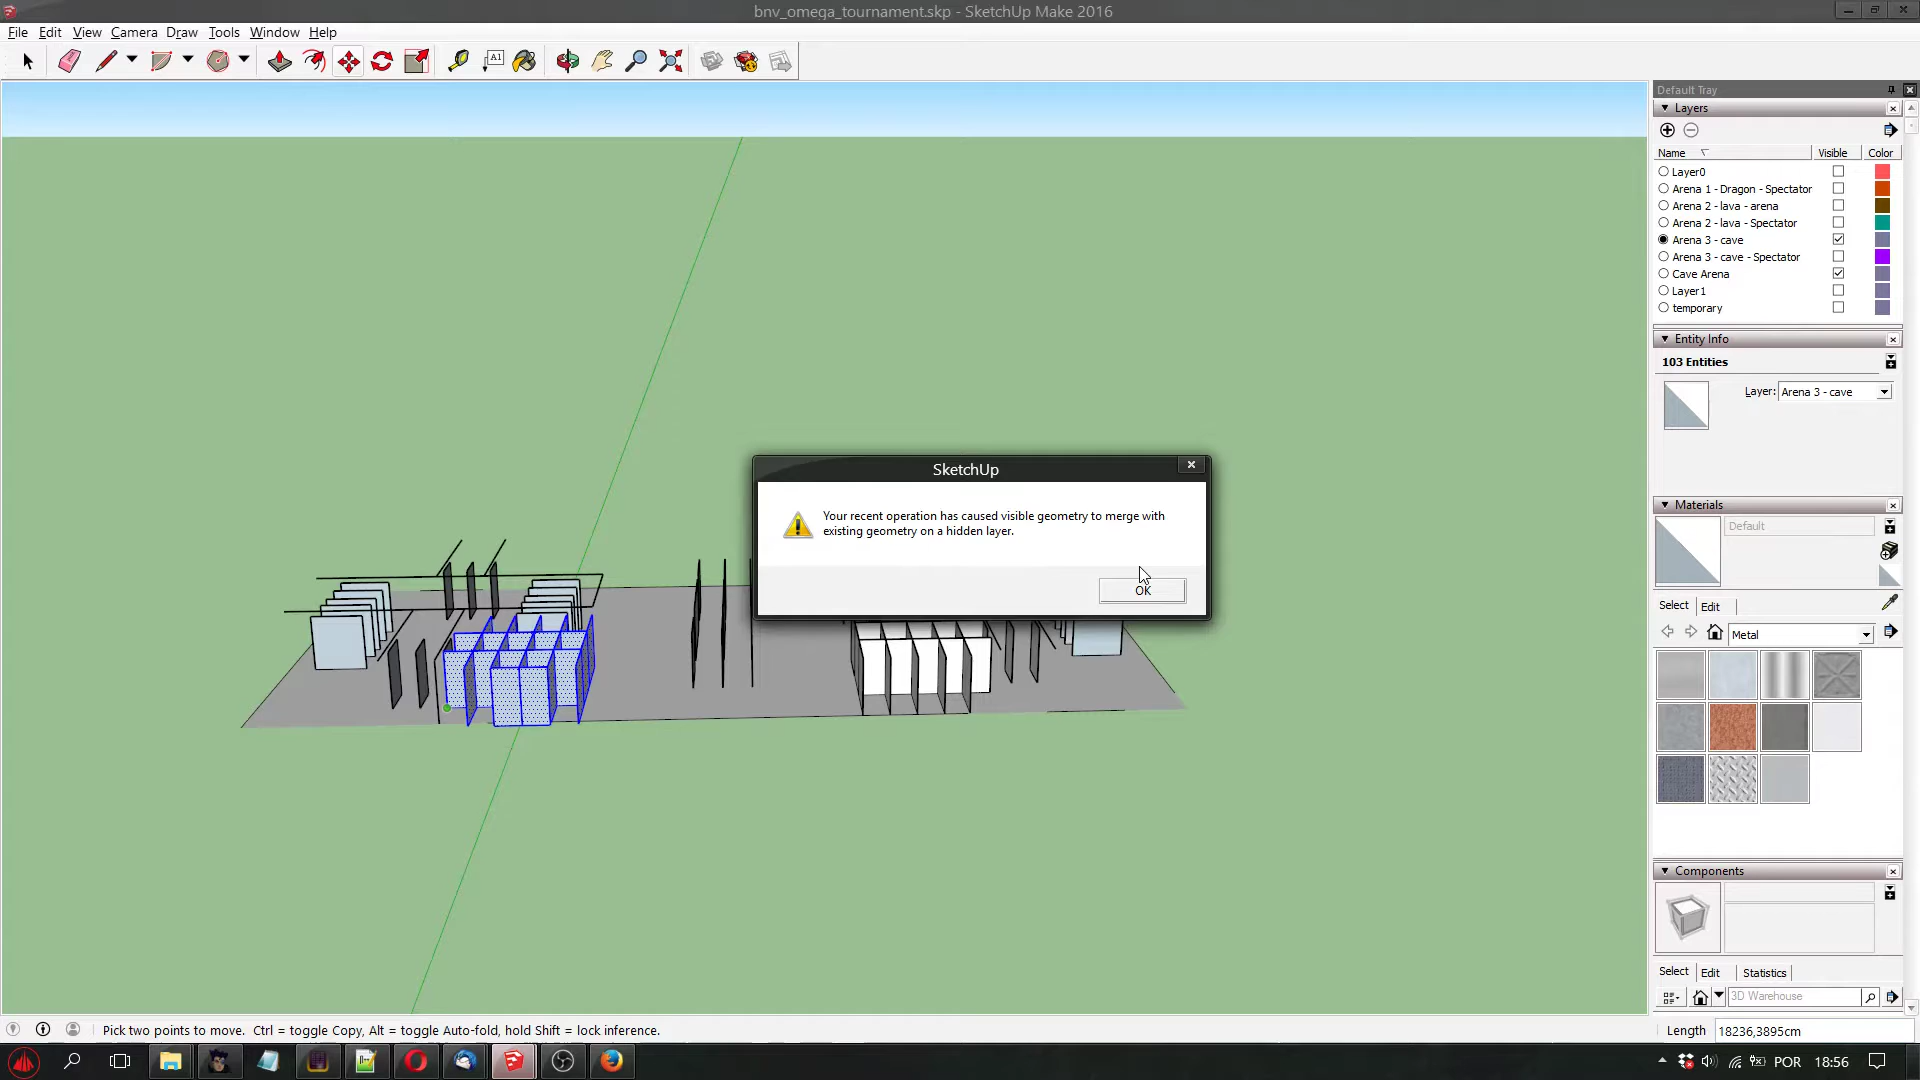 bnv_omega_tournament.skp - SketchUp Make 2016
File Edit View Camera Draw Tools Window Help
A1
Default Tray
Layers
Name Visible Color
Layer0
Arena 1 - Dragon - Spectator
Arena 2 - lava - arena
Arena 2 - lava - Spectator
Arena 3 - cave
Arena 3 - cave - Spectator
Cave Arena
Layer1
temporary
Entity Info
103 Entities
Layer: Arena 3 - cave
SketchUp
Your recent operation has caused visible geometry to merge with
existing geometry on a hidden layer.
OK
Materials
Default
Select Edit
Metal
Components
Select Edit Statistics
3D Warehouse
Pick two points to move. Ctrl = toggle Copy, Alt = toggle Auto-fold, hold Shift = lock inference.
Length 18236,3895cm
POR 18:56